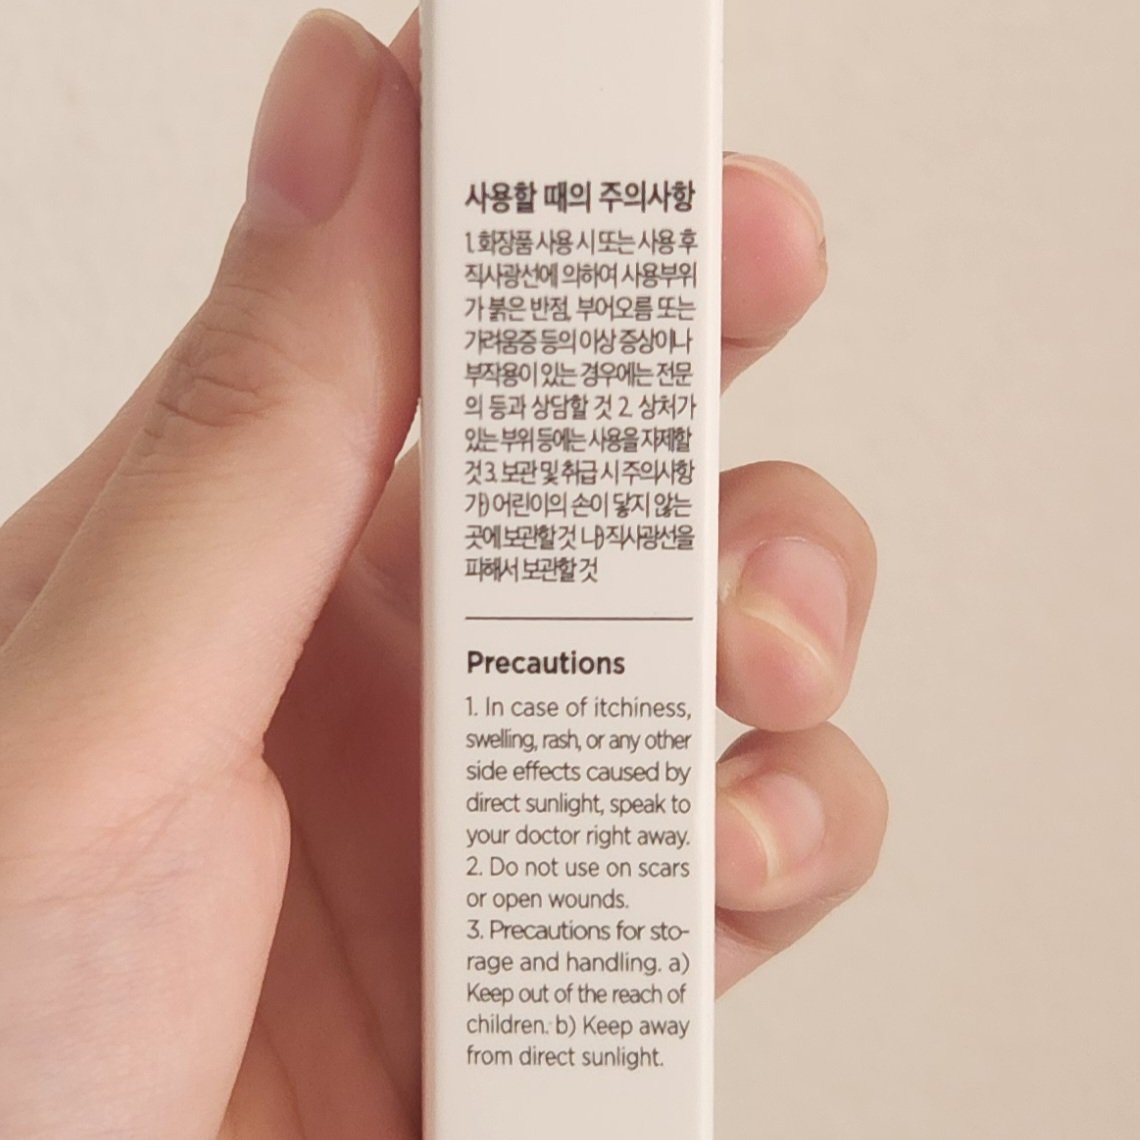 사용할 때의 주의사항
1. 화장품 사용 시 또는 사용 후
직사광선에 의하여 사용부위
가 붉은 반점, 부어오름 또는
가려움증 등의 이상 증상이나
부작용이 있는 경우에는 전문
의 등과 상담할 것 2. 상처가
있는 부위 등에는 사용을 자제할
것 3. 보관 및 취급 시 주의사항
가) 어린이의 손이 닿지 않는
곳에 보관할 것 나) 직사광선을
피해서 보관할 것
Precautions
1. In case of itchiness,
swelling, rash, or any other
side effects caused by
direct sunlight, speak to
your doctor right away.
2. Do not use on scars
or open wounds.
3. Precautions for sto-
rage and handling. a)
Keep out of the reach of
children. b) Keep away
from direct sunlight.